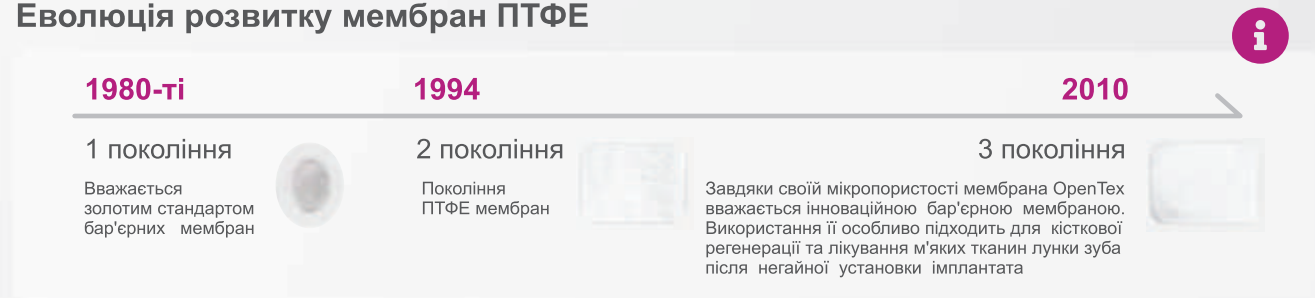 Еволюція розвитку мембран ПТФЕ
i
1980-ті
1994
2010
1 покоління
Вважається
золотим стандартом
бар'єрних мембран
2 покоління
Покоління
ПТФЕ мембран
3 покоління
Завдяки своїй мікропористості мембрана OpenTex
вважається інноваційною бар'єрною мембраною.
Використання її особливо підходить для кісткової
регенерації та лікування м'яких тканин лунки зуба
після негайної установки імплантата